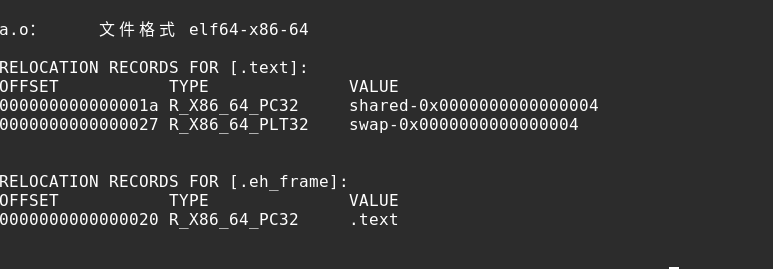 a.o：      文件格式 elf64-x86-64
RELOCATION RECORDS FOR [.text]:
OFFSET           TYPE              VALUE
000000000000001a R_X86_64_PC32     shared-0x0000000000000004
0000000000000027 R_X86_64_PLT32    swap-0x0000000000000004
RELOCATION RECORDS FOR [.eh_frame]:
OFFSET           TYPE              VALUE
0000000000000020 R_X86_64_PC32     .text